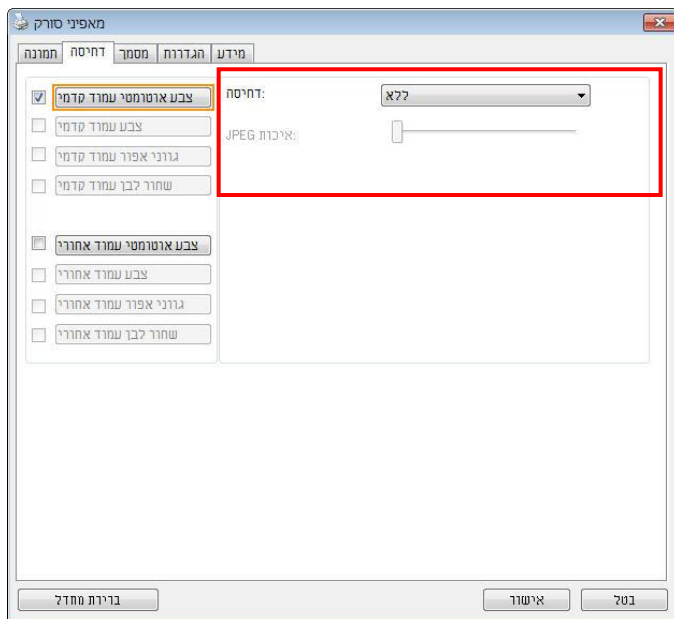 מאפיני סורק
תמונה דחיסה מסמך הגדרות מידע
צבע אוטומטי עמוד קדמי
צבע עמוד קדמי
גווני אפור עמוד קדמי
שחור לבן עמוד קדמי
צבע אוטומטי עמוד אחורי
צבע עמוד אחורי
גווני אפור עמוד אחורי
שחור לבן עמוד אחורי
דחיסה: ללא
איכות JPEG:
ברירת מחדל אישור בטל